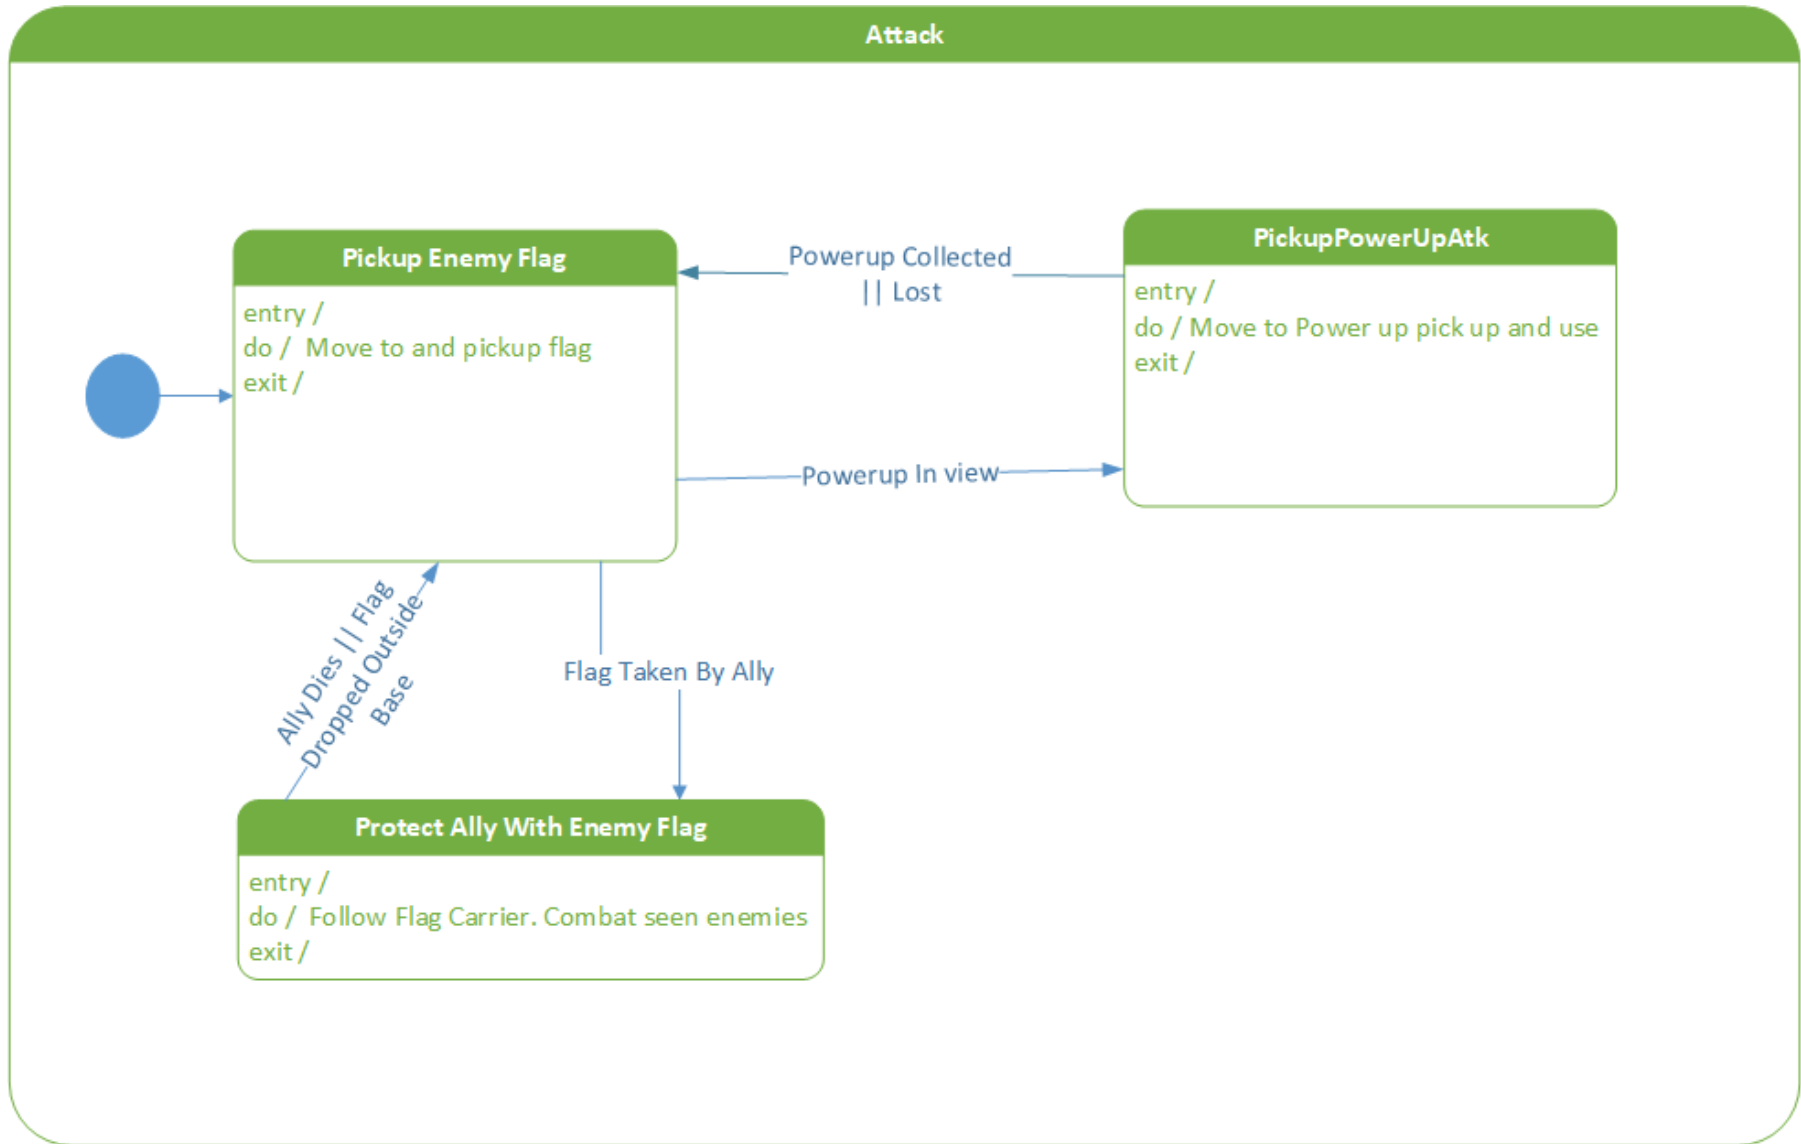 Attack
Pickup Enemy Flag
entry /
do /  Move to and pickup flag
exit /
Powerup Collected
|| Lost
PickupPowerUpAtk
entry /
do / Move to Power up pick up and use
exit /
Powerup In view
Ally Dies || Flag
Dropped Outside
Base
Flag Taken By Ally
Protect Ally With Enemy Flag
entry /
do /  Follow Flag Carrier. Combat seen enemies
exit /